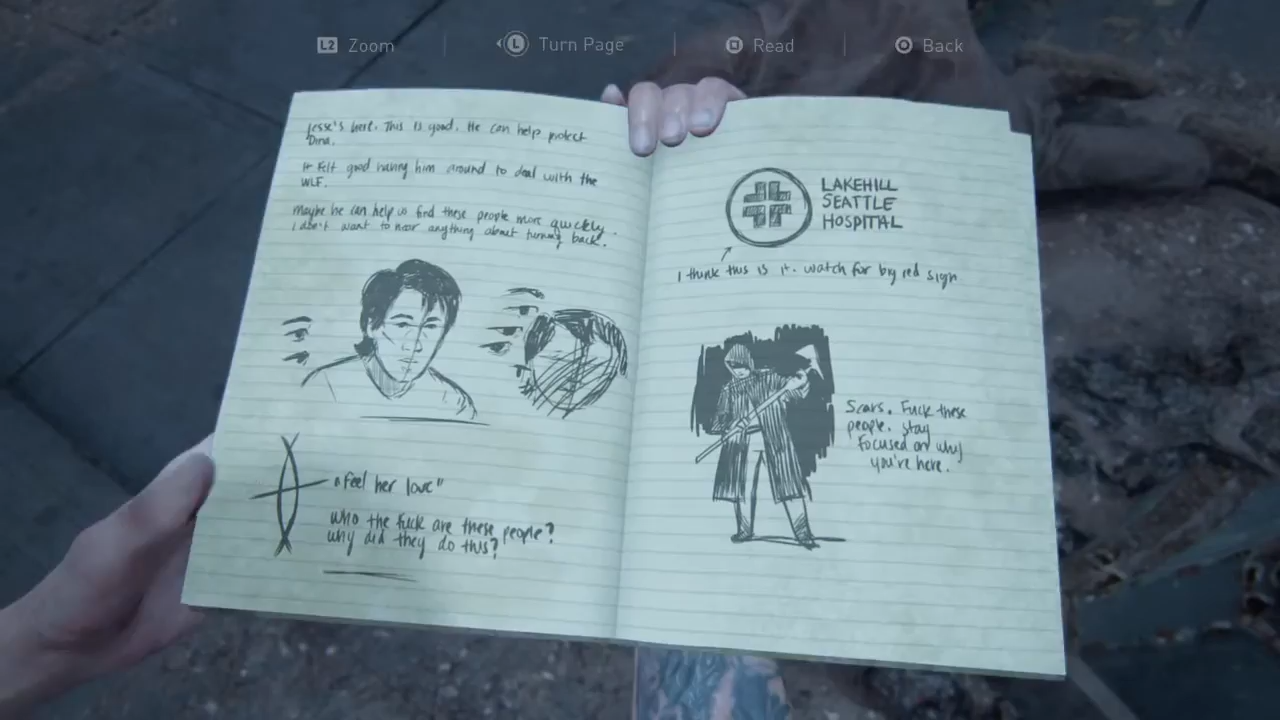 L2 Zoom
L Turn Page
Read
Back
Jesse's here. This is good. He can help protect
Dina.
It felt good having him around to deal with the
WLF.
Maybe he can help us find these people more quickly.
I don't want to hear anything about turning back.
"Feel her love"
Who the fuck are these people?
why did they do this?
LAKEHILL
SEATTLE
HOSPITAL
I think this is it. watch for big red sign
Scars. Fuck these
people. Stay
focused on why
you're here.